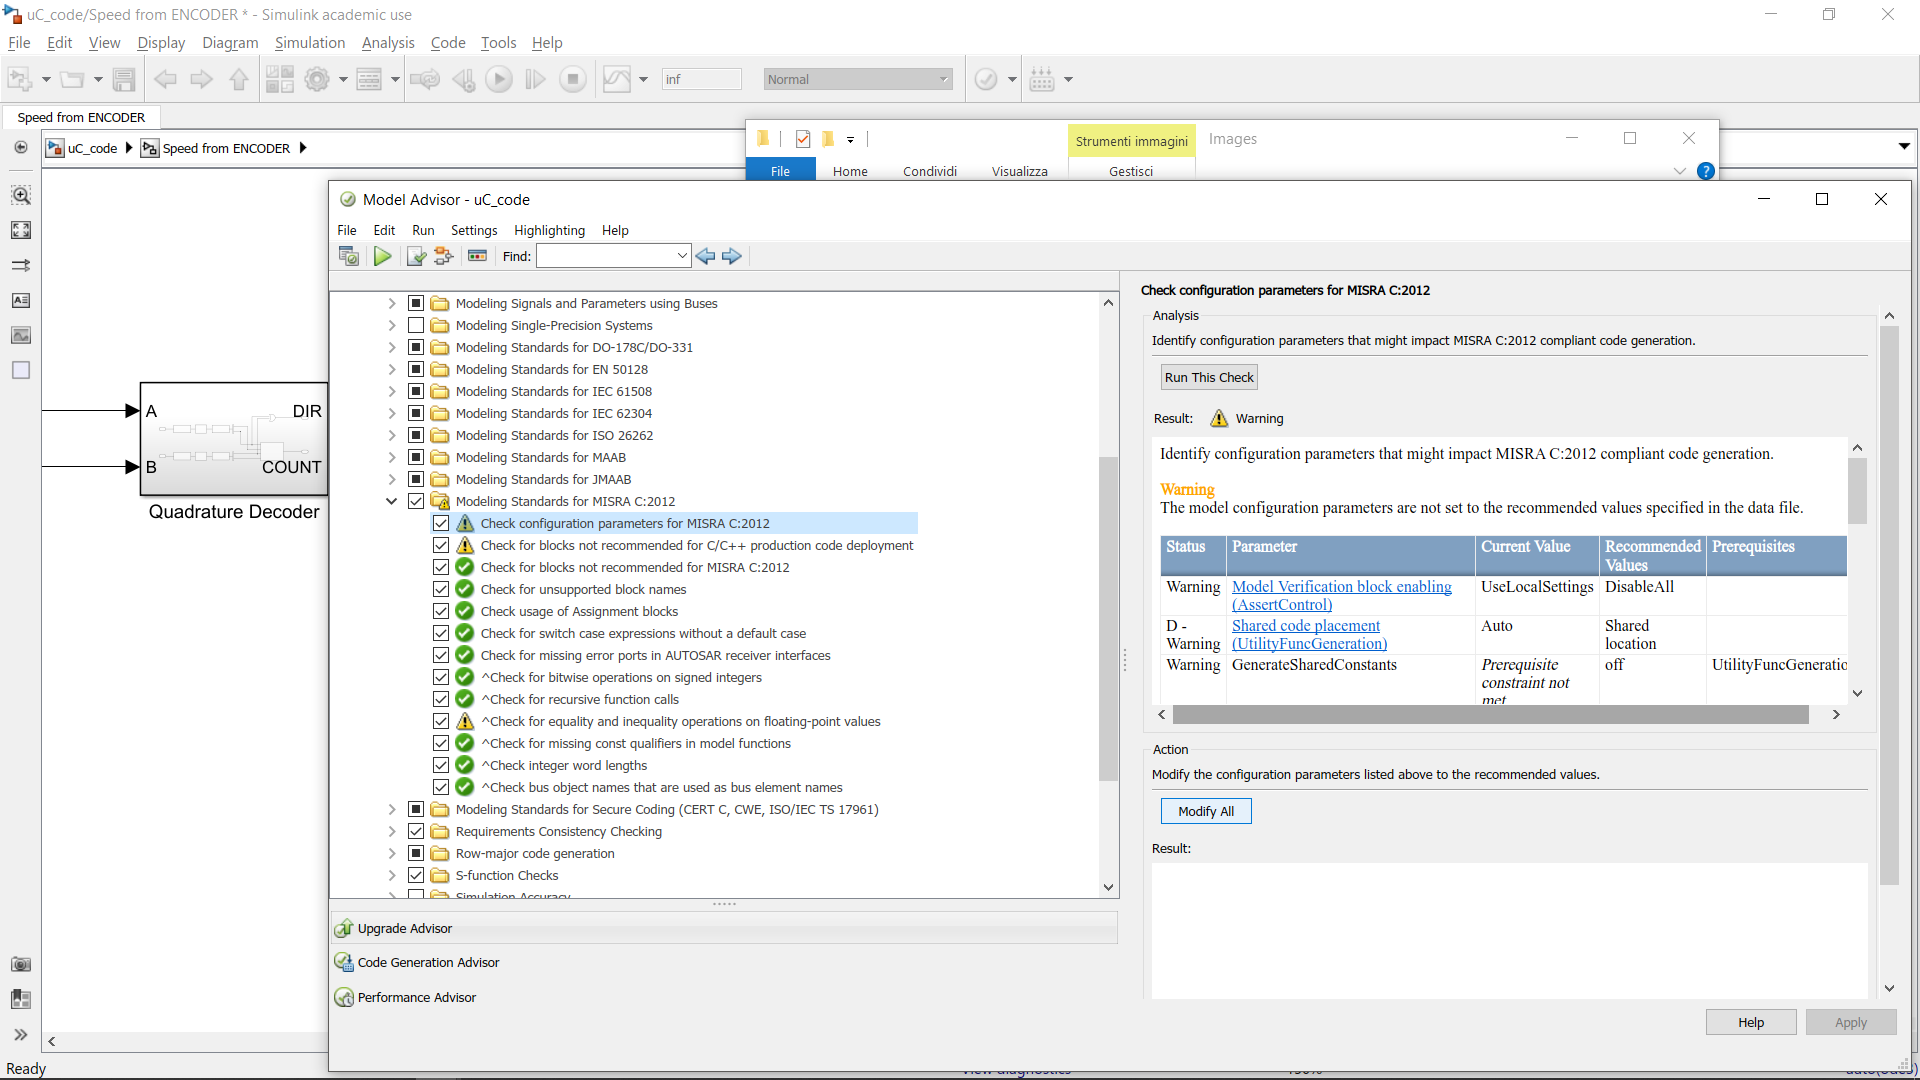 uC_code/Speed from ENCODER * - Simulink academic use
File Edit View Display Diagram Simulation Analysis Code Tools Help
inf Normal
Speed from ENCODER
uC_code Speed from ENCODER
Strumenti immagini Images
File Home Condividi Visualizza Gestisci
A DIR
B COUNT
Quadrature Decoder
Model Advisor - uC_code
File Edit Run Settings Highlighting Help
Find:
Modeling Signals and Parameters using Buses
Modeling Single-Precision Systems
Modeling Standards for DO-178C/DO-331
Modeling Standards for EN 50128
Modeling Standards for IEC 61508
Modeling Standards for IEC 62304
Modeling Standards for ISO 26262
Modeling Standards for MAAB
Modeling Standards for JMAAB
Modeling Standards for MISRA C:2012
Check configuration parameters for MISRA C:2012
Check for blocks not recommended for C/C++ production code deployment
Check for blocks not recommended for MISRA C:2012
Check for unsupported block names
Check usage of Assignment blocks
Check for switch case expressions without a default case
Check for missing error ports in AUTOSAR receiver interfaces
^Check for bitwise operations on signed integers
^Check for recursive function calls
^Check for equality and inequality operations on floating-point values
^Check for missing const qualifiers in model functions
^Check integer word lengths
^Check bus object names that are used as bus element names
Modeling Standards for Secure Coding (CERT C, CWE, ISO/IEC TS 17961)
Requirements Consistency Checking
Row-major code generation
S-function Checks
Simulation Accuracy
Upgrade Advisor
Code Generation Advisor
Performance Advisor
Check configuration parameters for MISRA C:2012
Analysis
Identify configuration parameters that might impact MISRA C:2012 compliant code generation.
Run This Check
Result: Warning
Identify configuration parameters that might impact MISRA C:2012 compliant code generation.
Warning
The model configuration parameters are not set to the recommended values specified in the data file.
Status Parameter Current Value Recommended Values Prerequisites
Warning Model Verification block enabling (AssertControl) UseLocalSettings DisableAll
D - Warning Shared code placement (UtilityFuncGeneration) Auto Shared location
Warning GenerateSharedConstants Prerequisite constraint not met off UtilityFuncGeneratio
Action
Modify the configuration parameters listed above to the recommended values.
Modify All
Result:
Help Apply
Ready View diagnostics 150% auto(ode3)